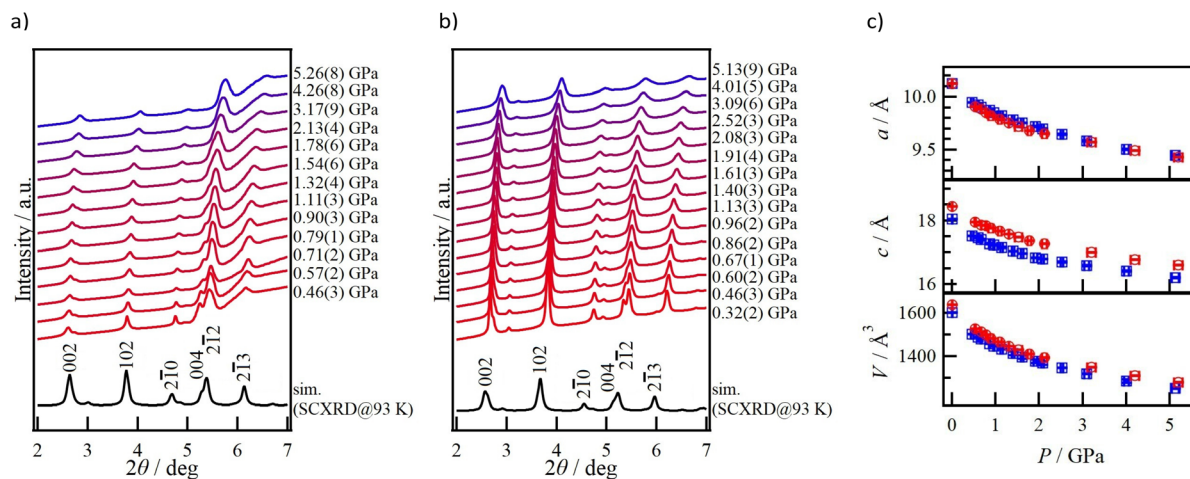 a)
5.26(8) GPa
4.26(8) GPa
3.17(9) GPa
2.13(4) GPa
1.78(6) GPa
1.54(6) GPa
1.32(4) GPa
1.11(3) GPa
0.90(3) GPa
0.79(1) GPa
0.71(2) GPa
0.57(2) GPa
0.46(3) GPa
Intensity / a.u.
002
102
2̅10
004
2̅12
2̅13
sim.
(SCXRD@93 K)
2 3 4 5 6 7
2θ / deg
b)
5.13(9) GPa
4.01(5) GPa
3.09(6) GPa
2.52(3) GPa
2.08(3) GPa
1.91(4) GPa
1.61(3) GPa
1.40(3) GPa
1.13(3) GPa
0.96(2) GPa
0.86(2) GPa
0.67(1) GPa
0.60(2) GPa
0.46(3) GPa
0.32(2) GPa
Intensity / a.u.
002
102
2̅10
004
2̅12
2̅13
sim.
(SCXRD@93 K)
2 3 4 5 6 7
2θ / deg
c)
10.0
9.5
a / Å
18
16
c / Å
1600
1400
V / Å³
0 1 2 3 4 5
P / GPa